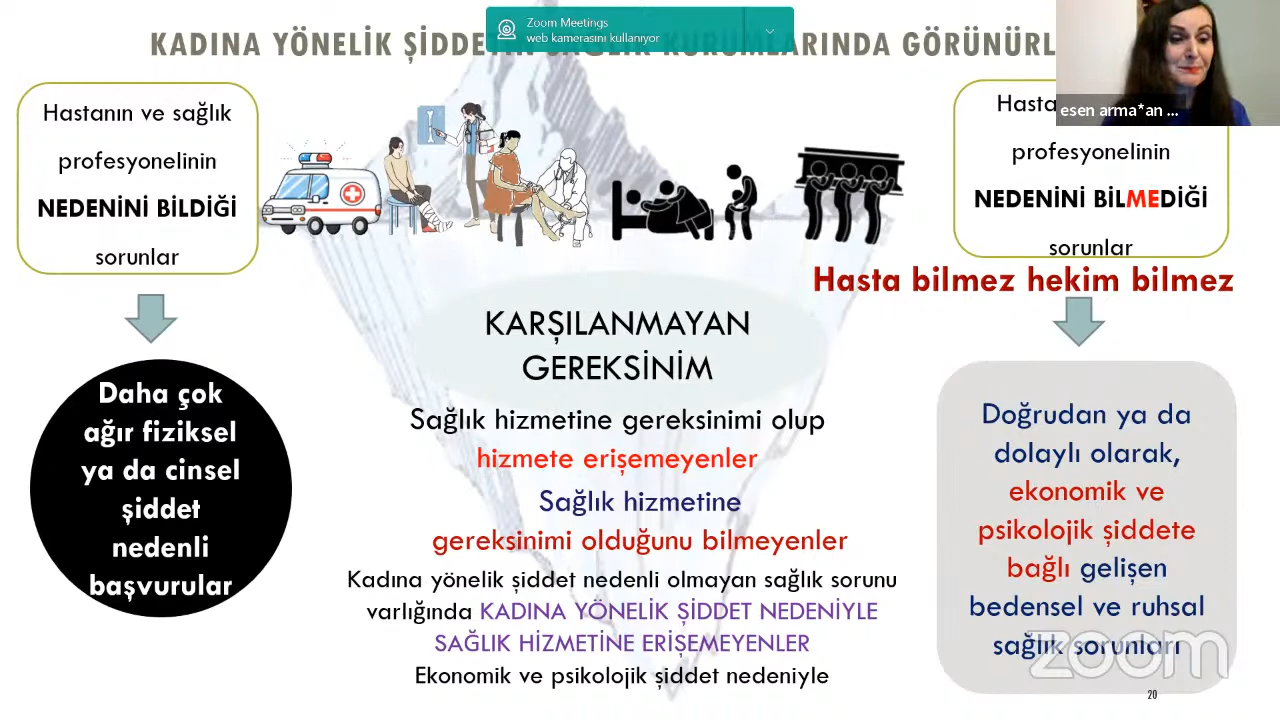 KADINA YÖNELİK
GÖRÜNÜRL
Zoom Meetings
web kamerasını kullanıyor
esen arma*an ...
Hastanın ve sağlık
profesyonelinin
NEDENİNİ BİLDİĞİ
sorunlar
Hasta
profesyonelinin
NEDENİNİ BİLMEDİĞİ
sorunlar
Hasta bilmez hekim bilmez
KARŞILANMAYAN
GEREKSİNİM
Daha çok
ağır fiziksel
ya da cinsel
şiddet
nedenli
başvurular
Sağlık hizmetine gereksinimi olup
hizmete erişemeyenler
Sağlık hizmetine
gereksinimi olduğunu bilmeyenler
Kadına yönelik şiddet nedenli olmayan sağlık sorunu
varlığında KADINA YÖNELİK ŞİDDET NEDENİYLE
SAĞLIK HİZMETİNE ERİŞEMEYENLER
Ekonomik ve psikolojik şiddet nedeniyle
Doğrudan ya da
dolaylı olarak,
ekonomik ve
psikolojik şiddete
bağlı gelişen
bedensel ve ruhsal
sağlık sorunları
zoom
20